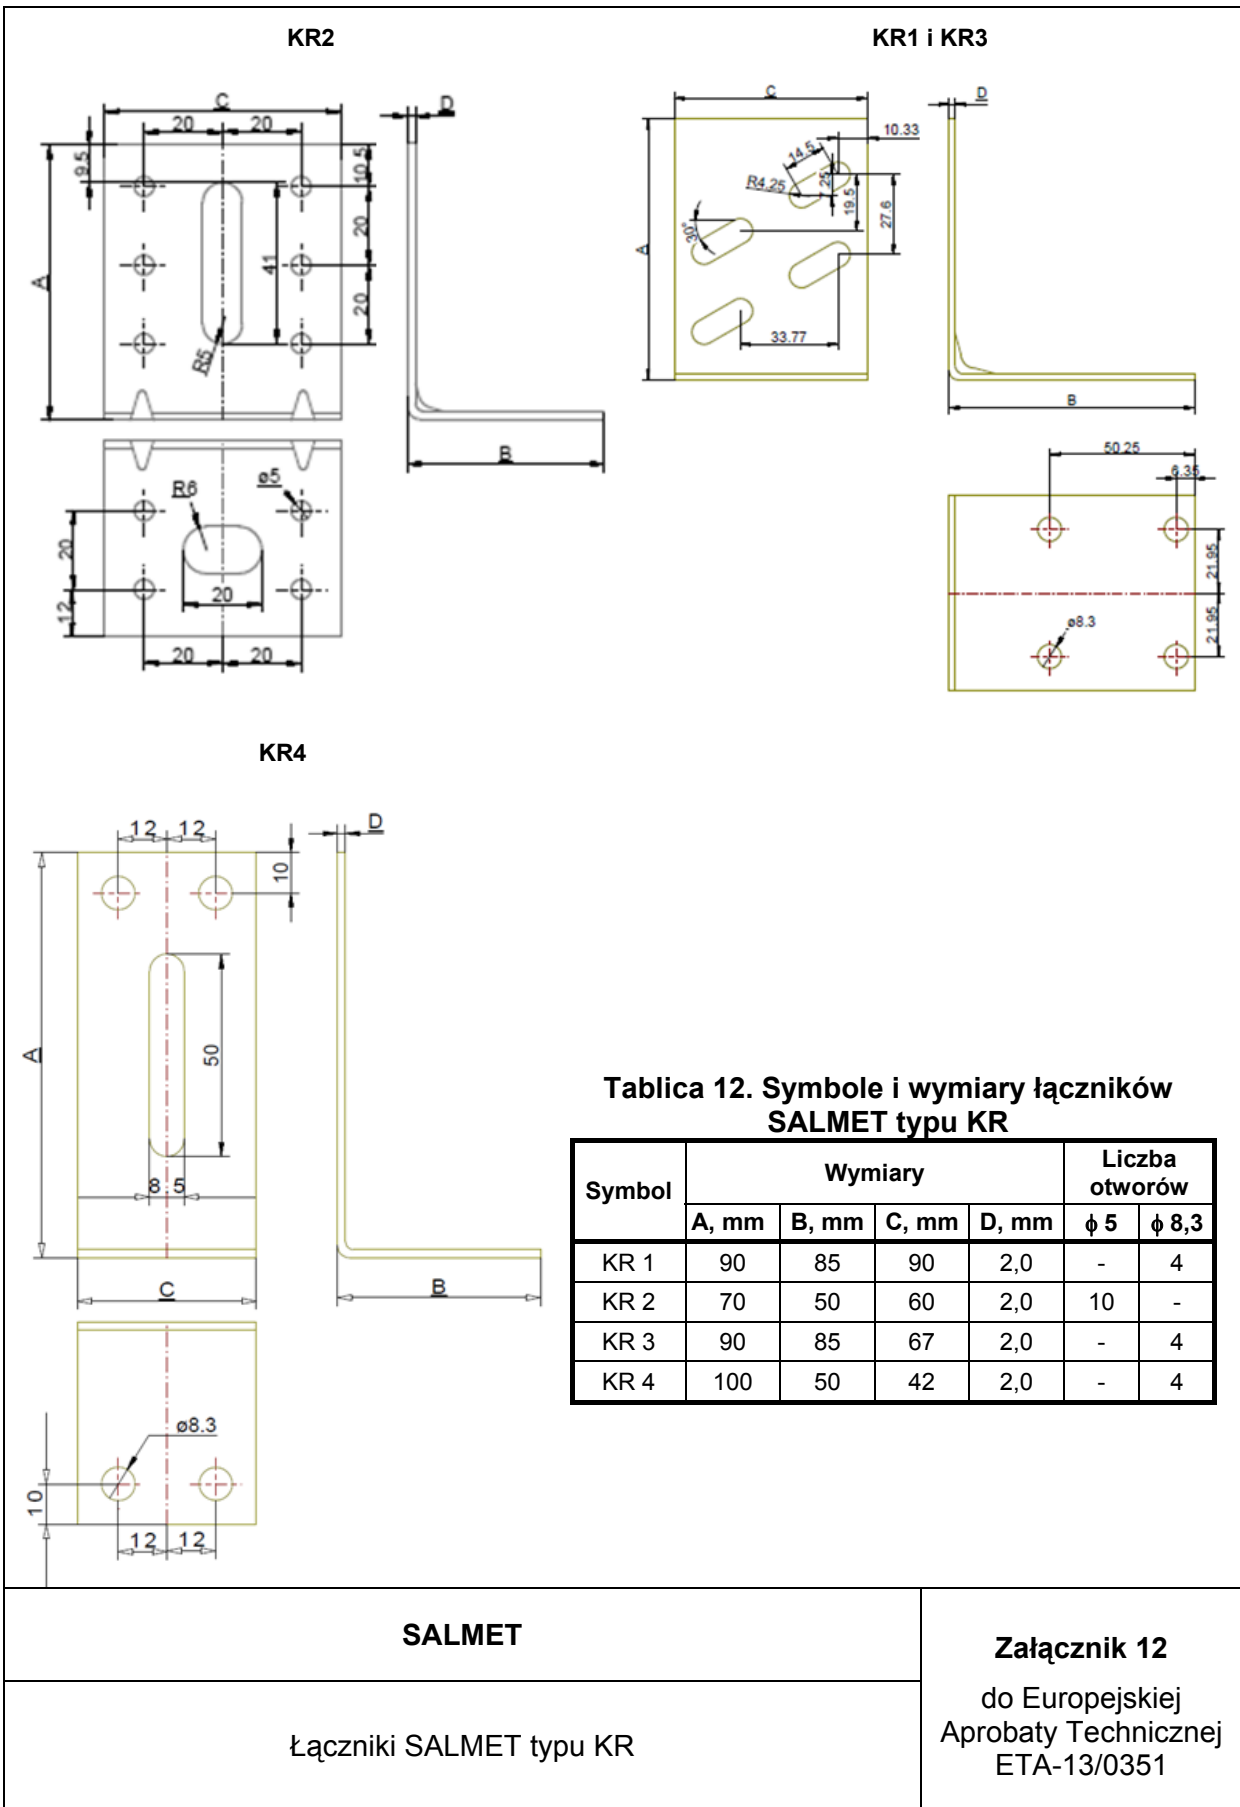 KR2
KR1 i KR3
C
20 20
D
9.5
10.5
20
20
A
41
R5
B
R6
ø5
20
12
20
20 20
C
D
10.33
14.5
R4.25
7.25
19.5
27.6
30°
A
33.77
B
50.25
6.35
21.95
21.95
ø8.3
KR4
12 12
D
10
A
50
8.5
C
B
ø8.3
10
12 12
Tablica 12. Symbole i wymiary łączników
SALMET typu KR
Symbol Wymiary Liczba otworów
A, mm B, mm C, mm D, mm ϕ 5 ϕ 8,3
KR 1 90 85 90 2,0 - 4
KR 2 70 50 60 2,0 10 -
KR 3 90 85 67 2,0 - 4
KR 4 100 50 42 2,0 - 4
SALMET
Łączniki SALMET typu KR
Załącznik 12
do Europejskiej
Aprobaty Technicznej
ETA-13/0351